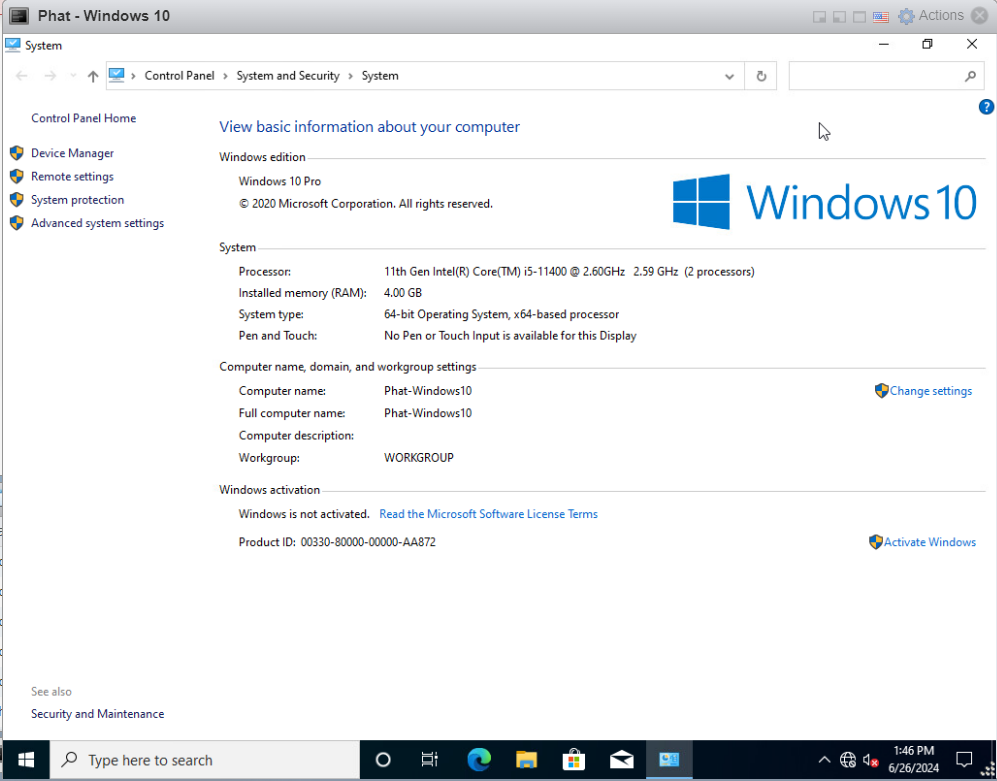 Phat - Windows 10
Actions
System
Control Panel > System and Security > System
Control Panel Home
Device Manager
Remote settings
System protection
Advanced system settings
View basic information about your computer
Windows edition
Windows 10 Pro
© 2020 Microsoft Corporation. All rights reserved.
Windows 10
System
Processor: 11th Gen Intel(R) Core(TM) i5-11400 @ 2.60GHz 2.59 GHz (2 processors)
Installed memory (RAM): 4.00 GB
System type: 64-bit Operating System, x64-based processor
Pen and Touch: No Pen or Touch Input is available for this Display
Computer name, domain, and workgroup settings
Computer name: Phat-Windows10
Change settings
Full computer name: Phat-Windows10
Computer description:
Workgroup: WORKGROUP
Windows activation
Windows is not activated. Read the Microsoft Software License Terms
Product ID: 00330-80000-00000-AA872
Activate Windows
See also
Security and Maintenance
Type here to search
1:46 PM
6/26/2024